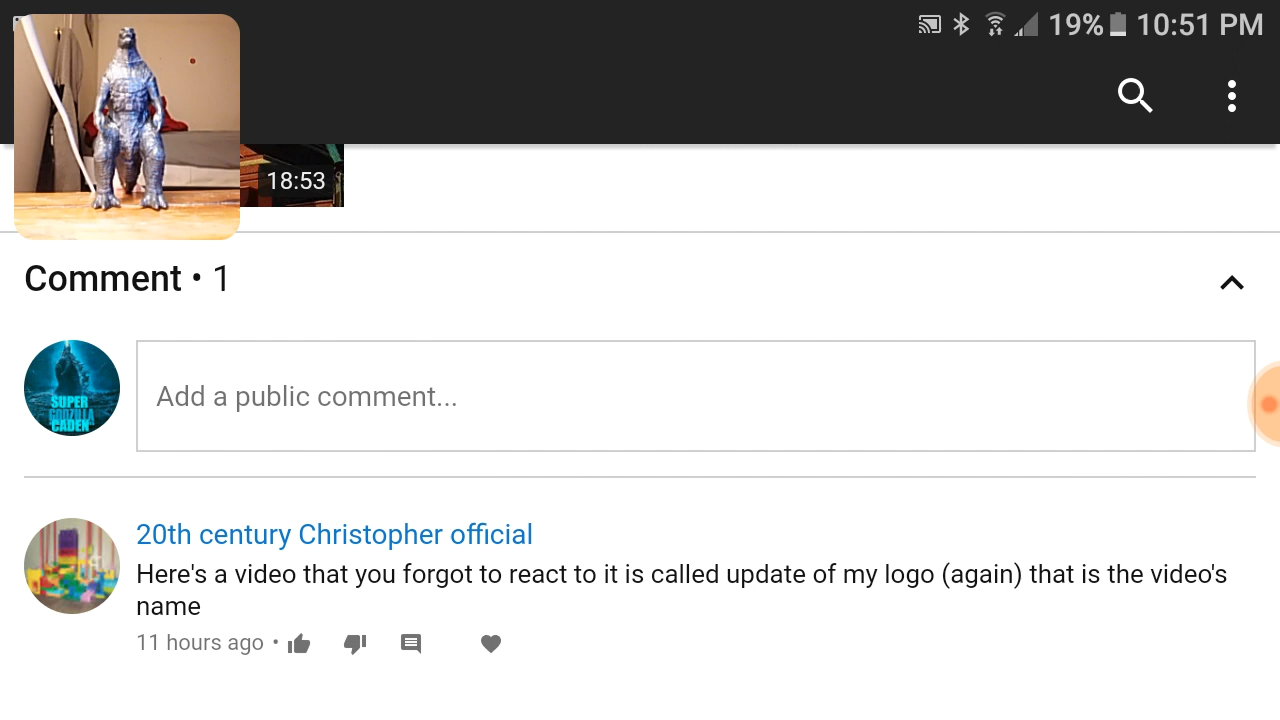 19% 10:51 PM
18:53
Comment • 1
SUPER
GODZILLA
CADEN
Add a public comment...
20th century Christopher official
Here's a video that you forgot to react to it is called update of my logo (again) that is the video's
name
11 hours ago •